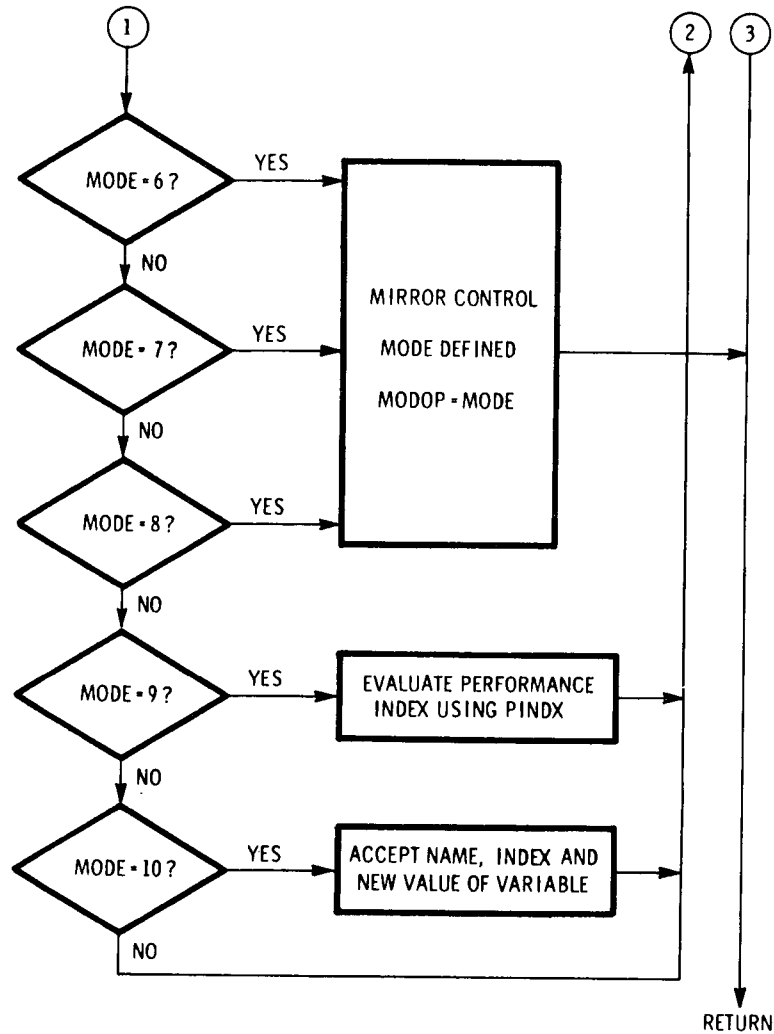 1
2
3
MODE = 6 ?
YES
NO
MIRROR CONTROL
MODE DEFINED
MODOP = MODE
MODE = 7 ?
YES
NO
MODE = 8 ?
YES
NO
MODE = 9 ?
YES
EVALUATE PERFORMANCE
INDEX USING PINDX
NO
MODE = 10 ?
YES
ACCEPT NAME, INDEX AND
NEW VALUE OF VARIABLE
NO
RETURN